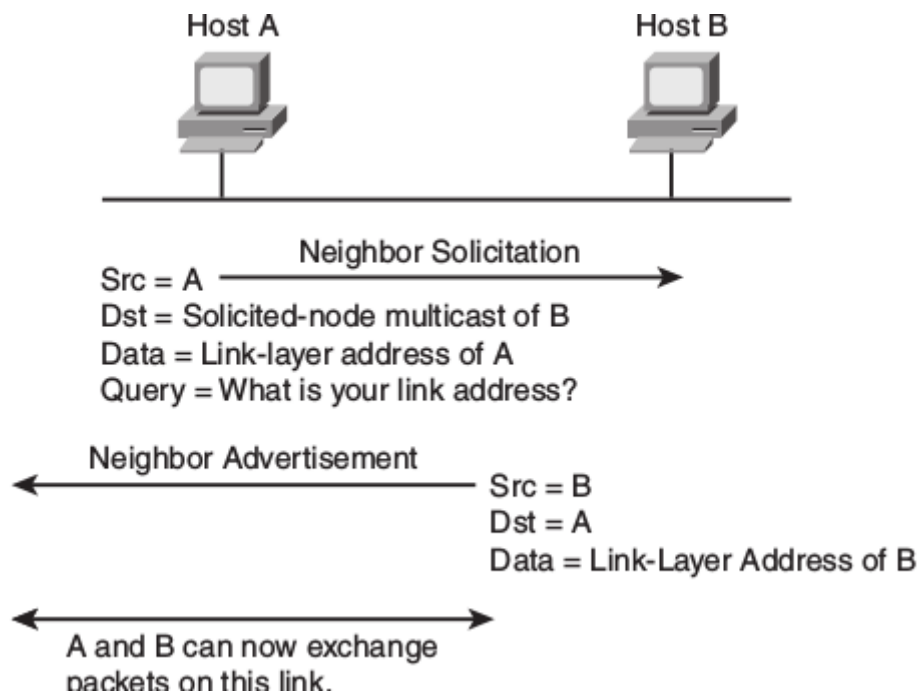 Host A
Host B
Neighbor Solicitation
Src = A
Dst = Solicited-node multicast of B
Data = Link-layer address of A
Query = What is your link address?
Neighbor Advertisement
Src = B
Dst = A
Data = Link-Layer Address of B
A and B can now exchange
packets on this link.